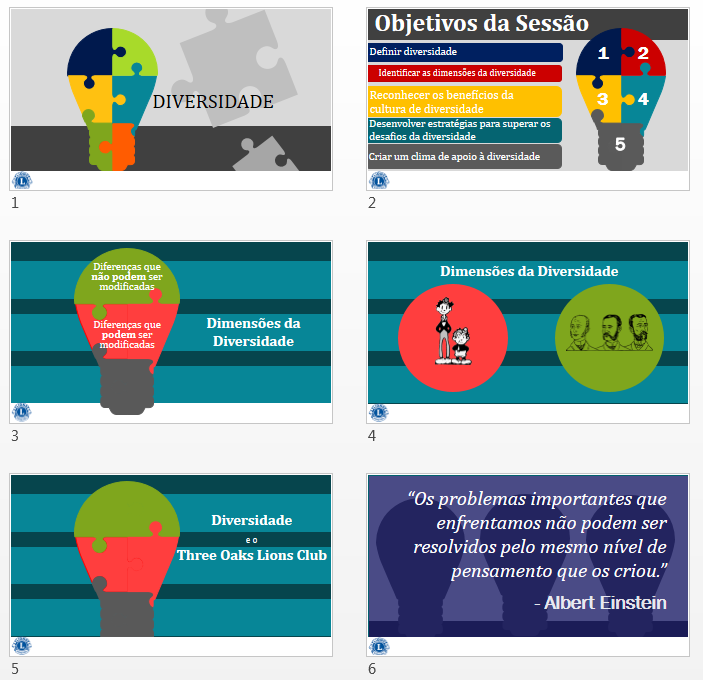 DIVERSIDADE
1
Objetivos da Sessão
Definir diversidade
Identificar as dimensões da diversidade
Reconhecer os benefícios da
cultura de diversidade
Desenvolver estratégias para superar os
desafios da diversidade
Criar um clima de apoio à diversidade
1 2
3 4
5
2
Diferenças que
não podem ser
modificadas
Diferenças que
podem ser
modificadas
Dimensões da
Diversidade
3
Dimensões da Diversidade
4
Diversidade
e o
Three Oaks Lions Club
5
“Os problemas importantes que
enfrentamos não podem ser
resolvidos pelo mesmo nível de
pensamento que os criou.”
- Albert Einstein
6